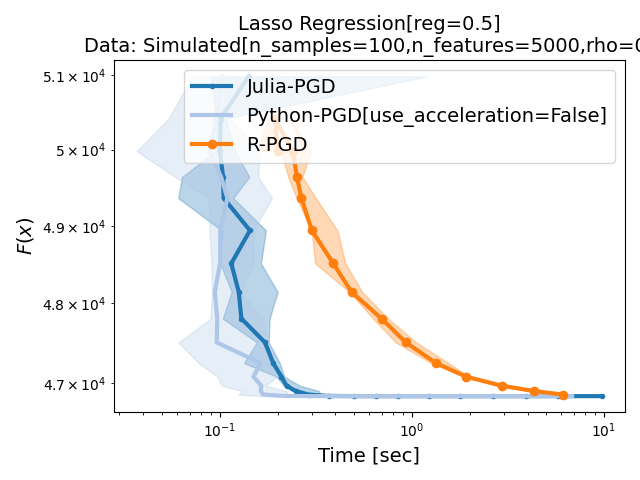 Lasso Regression[reg=0.5]
Data: Simulated[n_samples=100,n_features=5000,rho=0
Julia-PGD
Python-PGD[use_acceleration=False]
R-PGD
5.1 × 10⁴
5 × 10⁴
4.9 × 10⁴
4.8 × 10⁴
4.7 × 10⁴
F(x)
10⁻¹ 10⁰ 10¹
Time [sec]